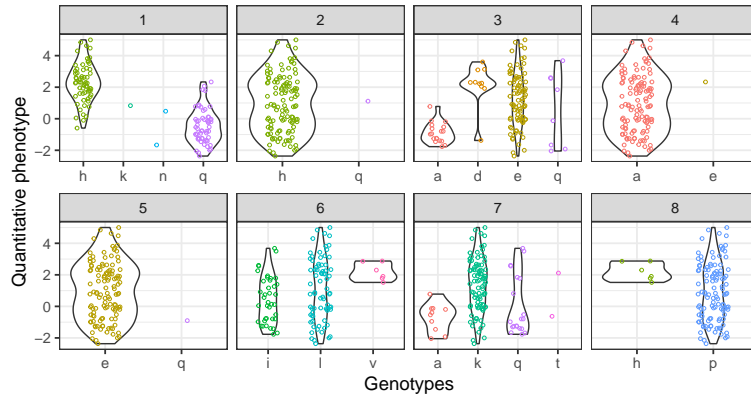 1 2 3 4
Quantitative phenotype
4
2
0
−2
h k n q h q a d e q a e
5 6 7 8
4
2
0
−2
e q i l v a k q t h p
Genotypes